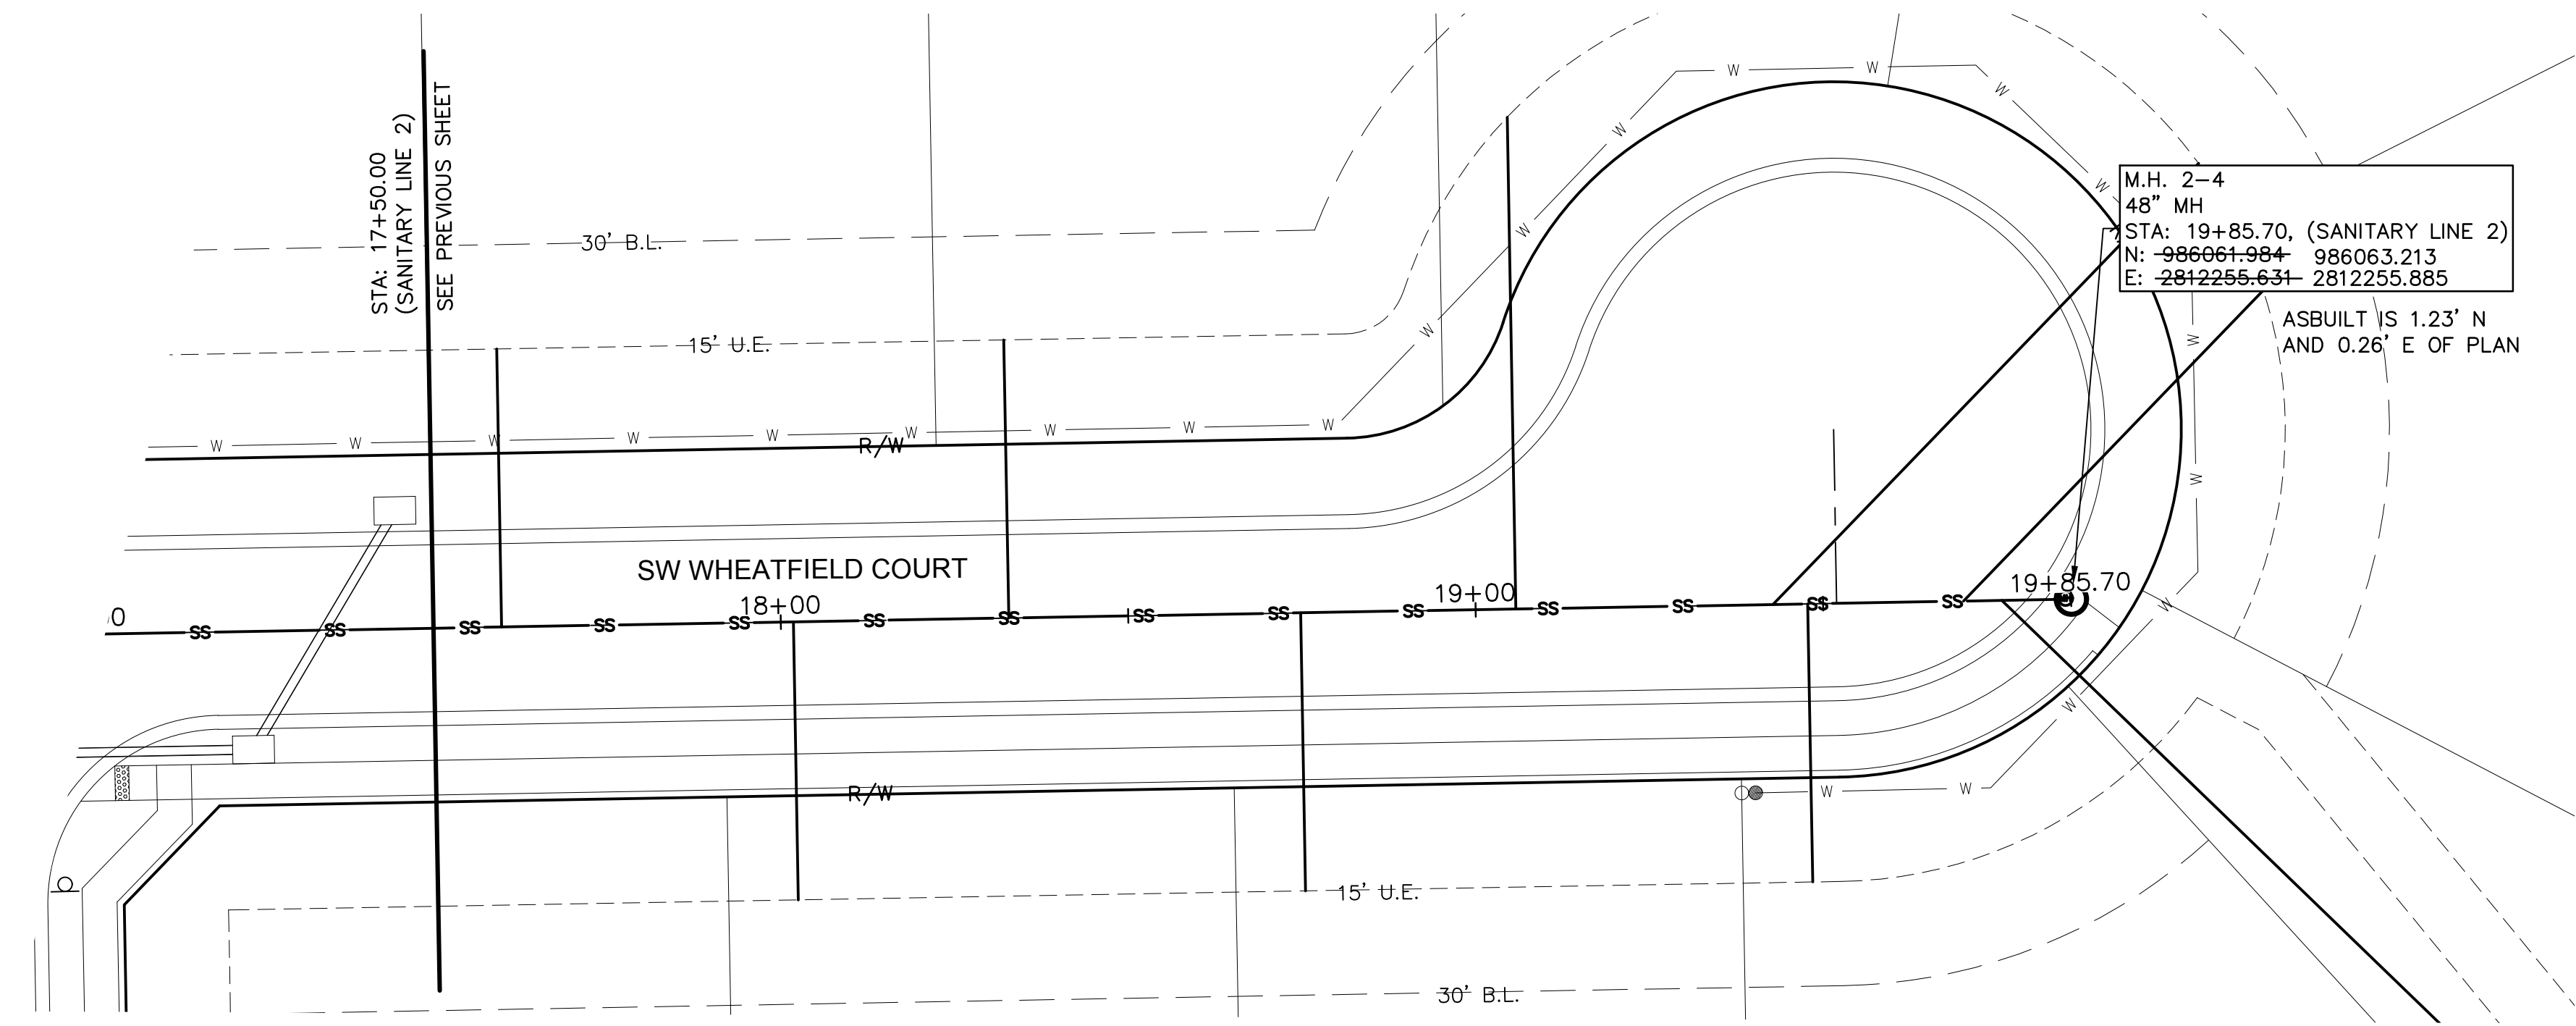 STA: 17+50.00
(SANITARY LINE 2)
SEE PREVIOUS SHEET
W W W W
M.H. 2-4
48" MH
STA: 19+85.70, (SANITARY LINE 2)
N: 986061.984 986063.213
E: 2812255.631 2812255.885
ASBUILT IS 1.23' N
AND 0.26' E OF PLAN
30' B.L.
15' U.E.
W W W W W
W W W W W W W W W
R/W
SW WHEATFIELD COURT
0
18+00
19+00
19+85.70
SS SS SS SS SS SS SS SS SS SS SS SS SS SS
W W
R/W
W W
15' U.E.
30' B.L.